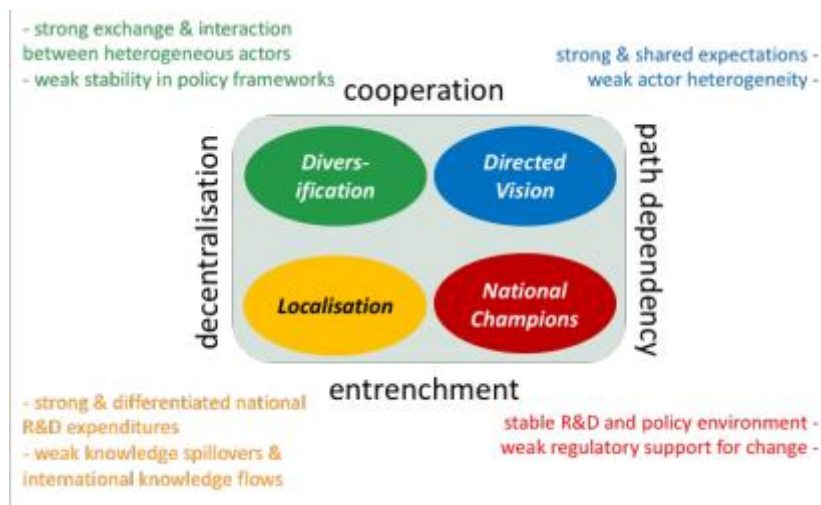 - strong exchange & interaction
between heterogeneous actors
- weak stability in policy frameworks
strong & shared expectations -
weak actor heterogeneity -
cooperation
decentralisation
path dependency
Divers-
ification
Directed
Vision
Localisation
National
Champions
entrenchment
- strong & differentiated national
R&D expenditures
- weak knowledge spillovers &
international knowledge flows
stable R&D and policy environment -
weak regulatory support for change -